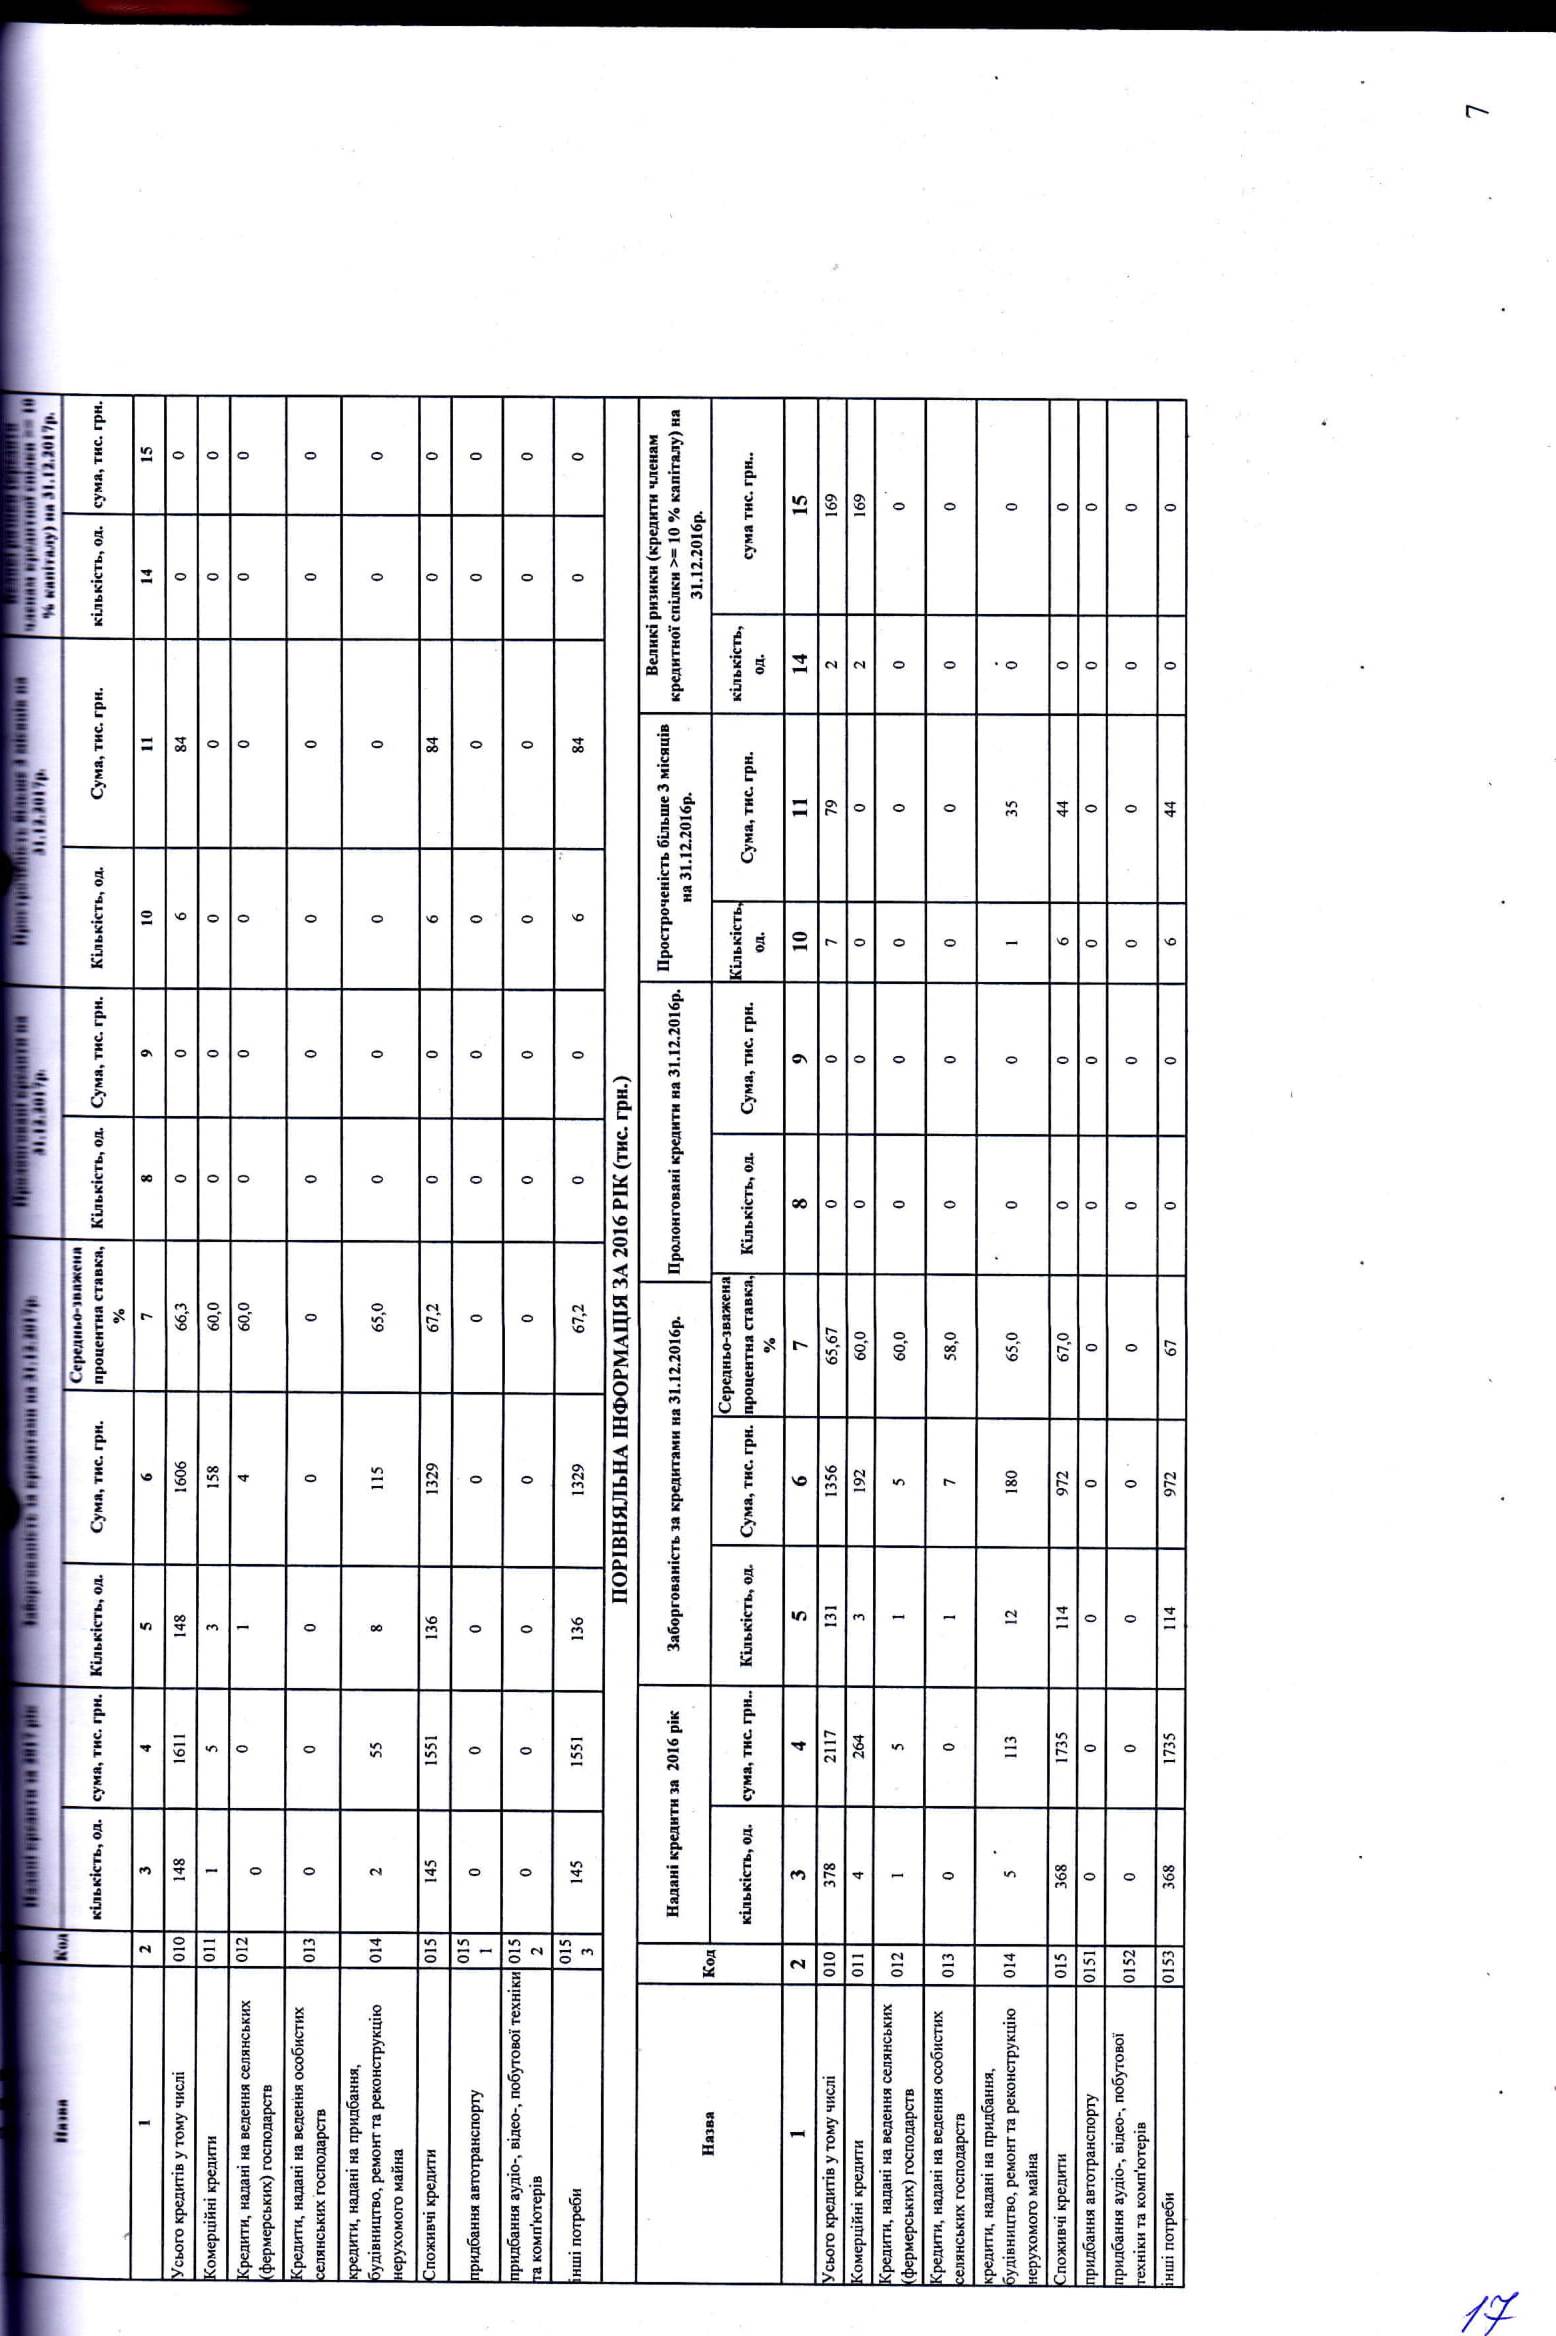 7
Назва Код Надані кредити за 2017 рік Заборгованість за кредитами на 31.12.2017р. Пролонговані кредити на 31.12.2017р. Простроченість більше 3 місяців на 31.12.2017р. членам кредитної спілки >= 10 % капіталу) на 31.12.2017р.
кількість, од. сума, тис. грн. Кількість, од. Сума, тис. грн. Середньо-зважена процентна ставка, % Кількість, од. Сума, тис. грн. Кількість, од. Сума, тис. грн. кількість, од. сума, тис. грн.
1 2 3 4 5 6 7 8 9 10 11 14 15
Усього кредитів у тому числі 010 148 1611 148 1606 66,3 0 0 6 84 0 0
Комерційні кредити 011 1 5 3 158 60,0 0 0 0 0 0 0
Кредити, надані на ведення селянських (фермерських) господарств 012 0 0 1 4 60,0 0 0 0 0 0 0
Кредити, надані на ведення особистих селянських господарств 013 0 0 0 0 0 0 0 0 0 0 0
кредити, надані на придбання, будівництво, ремонт та реконструкцію нерухомого майна 014 2 55 8 115 65,0 0 0 0 0 0 0
Споживчі кредити 015 145 1551 136 1329 67,2 0 0 6 84 0 0
придбання автотранспорту 015 1 0 0 0 0 0 0 0 0 0 0 0
придбання аудіо-, відео-, побутової техніки та комп'ютерів 015 2 0 0 0 0 0 0 0 0 0 0 0
інші потреби 015 3 145 1551 136 1329 67,2 0 0 6 84 0 0
ПОРІВНЯЛЬНА ІНФОРМАЦІЯ ЗА 2016 РІК (тис. грн.)
Назва Код Надані кредити за 2016 рік Заборгованість за кредитами на 31.12.2016р. Пролонговані кредити на 31.12.2016р. Простроченість більше 3 місяців на 31.12.2016р. Великі ризики (кредити членам кредитної спілки >= 10 % капіталу) на 31.12.2016р.
кількість, од. сума, тис. грн.. Кількість, од. Сума, тис. грн. Середньо-зважена процентна ставка, % Кількість, од. Сума, тис. грн. Кількість, од. Сума, тис. грн. кількість, од. сума тис. грн..
1 2 3 4 5 6 7 8 9 10 11 14 15
Усього кредитів у тому числі 010 378 2117 131 1356 65,67 0 0 7 79 2 169
Комерційні кредити 011 4 264 3 192 60,0 0 0 0 0 2 169
Кредити, надані на ведення селянських (фермерських) господарств 012 1 5 1 5 60,0 0 0 0 0 0 0
Кредити, надані на ведення особистих селянських господарств 013 0 0 1 7 58,0 0 0 0 0 0 0
кредити, надані на придбання, будівництво, ремонт та реконструкцію нерухомого майна 014 5 113 12 180 65,0 0 0 1 35 0 0
Споживчі кредити 015 368 1735 114 972 67,0 0 0 6 44 0 0
придбання автотранспорту 0151 0 0 0 0 0 0 0 0 0 0 0
придбання аудіо-, відео-, побутової техніки та комп'ютерів 0152 0 0 0 0 0 0 0 0 0 0 0
інші потреби 0153 368 1735 114 972 67 0 0 6 44 0 0
17